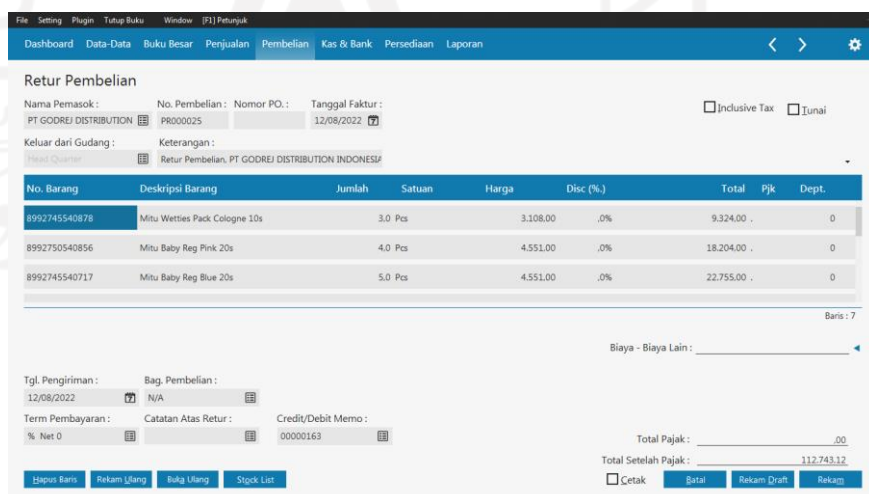 File Setting Plugin Tutup Buku Window [F1] Petunjuk
Dashboard Data-Data Buku Besar Penjualan Pembelian Kas & Bank Persediaan Laporan
Retur Pembelian
Nama Pemasok : No. Pembelian : Nomor PO. : Tanggal Faktur :
PT GODREJ DISTRIBUTION PR000025 12/08/2022
Inclusive Tax Tunai
Keluar dari Gudang : Keterangan :
Head Quarter Retur Pembelian, PT GODREJ DISTRIBUTION INDONESIA
No. Barang Deskripsi Barang Jumlah Satuan Harga Disc (%.) Total Pjk Dept.
8992745540878 Mitu Wetties Pack Cologne 10s 3.0 Pcs 3.108,00 ,0% 9.324,00 . 0
8992750540856 Mitu Baby Reg Pink 20s 4.0 Pcs 4.551,00 ,0% 18.204,00 . 0
8992745540717 Mitu Baby Reg Blue 20s 5.0 Pcs 4.551,00 ,0% 22.755,00 . 0
Baris : 7
Biaya - Biaya Lain :
Tgl. Pengiriman : Bag. Pembelian :
12/08/2022 N/A
Term Pembayaran : Catatan Atas Retur : Credit/Debit Memo :
% Net 0 00000163
Total Pajak : ,00
Total Setelah Pajak : 112.743,12
Hapus Baris Rekam Ulang Buka Ulang Stock List Cetak Batal Rekam Draft Rekam